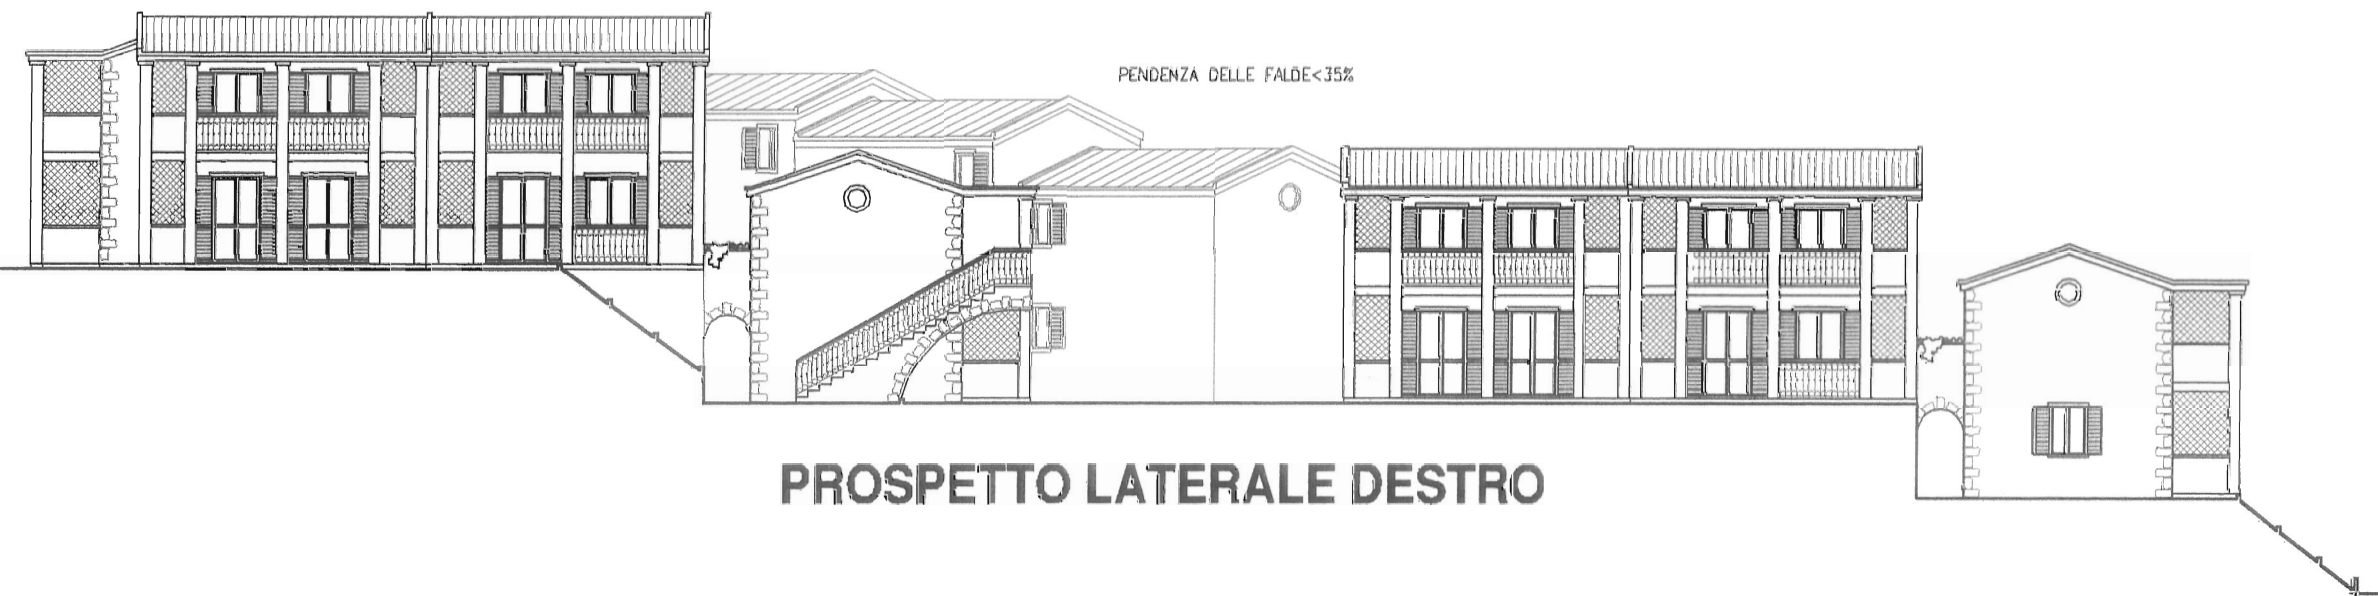 PENDENZA DELLE FALDE<35%
PROSPETTO LATERALE DESTRO